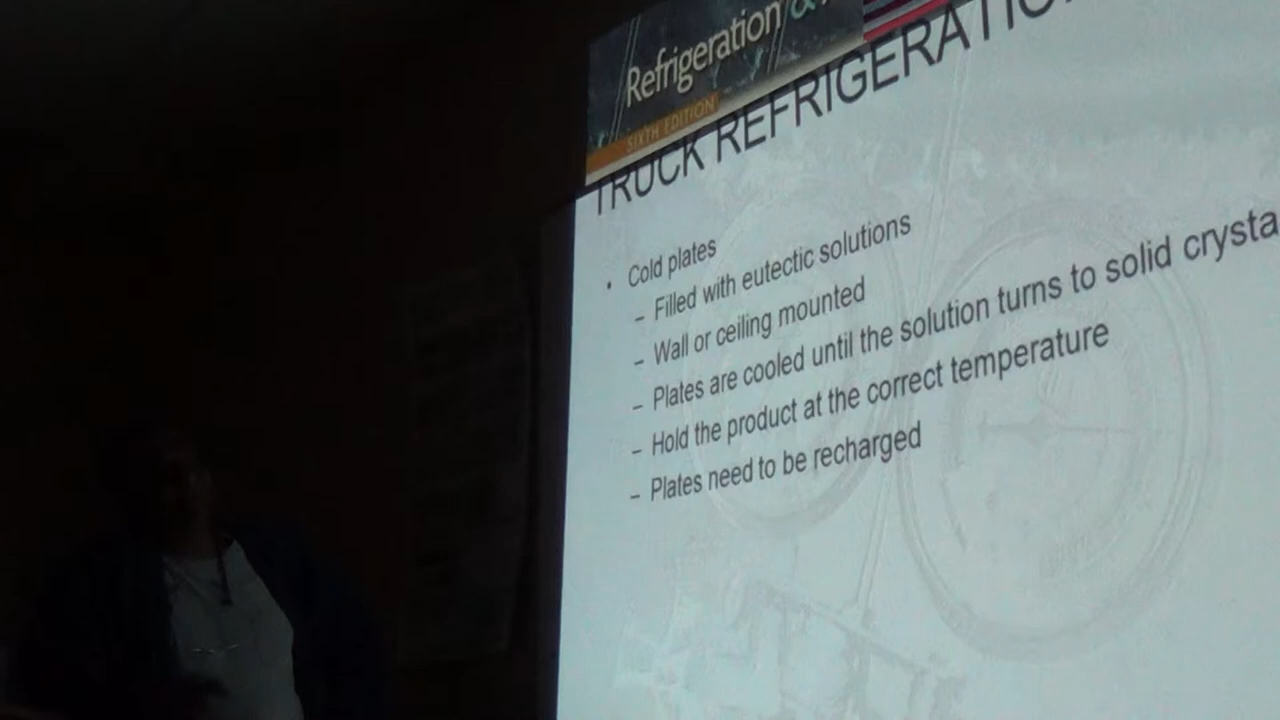 Refrigeration &
SIXTH EDITION
TRUCK REFRIGERATIO
• Cold plates
– Filled with eutectic solutions
– Wall or ceiling mounted
– Plates are cooled until the solution turns to solid crysta
– Hold the product at the correct temperature
– Plates need to be recharged